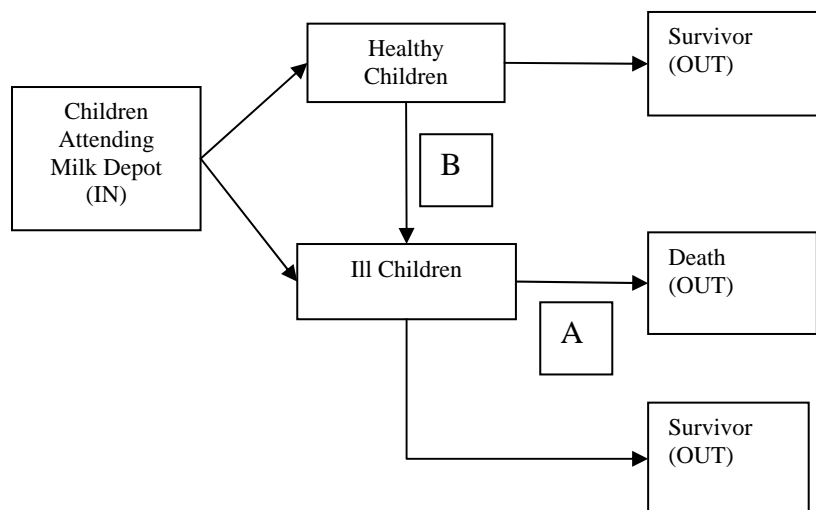 Healthy
Children
Survivor
(OUT)
Children
Attending
Milk Depot
(IN)
B
Ill Children
Death
(OUT)
A
Survivor
(OUT)